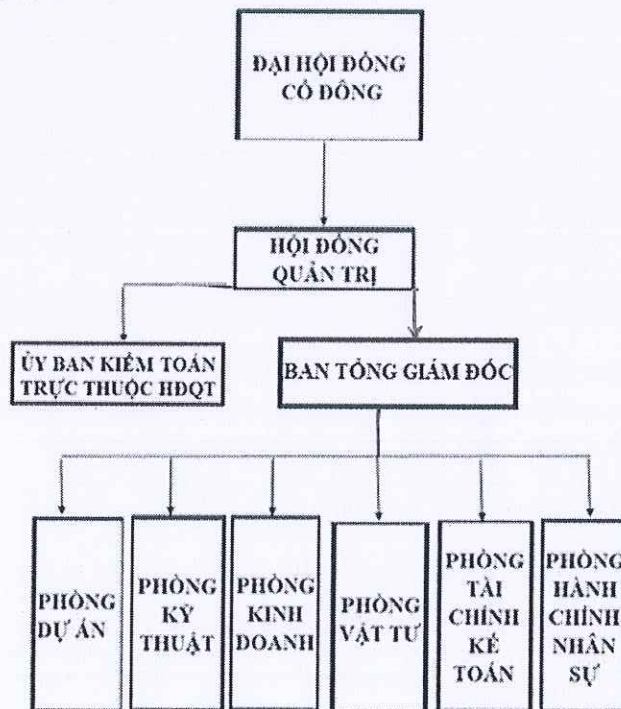 ĐẠI HỘI ĐỒNG
CỔ ĐÔNG
HỘI ĐỒNG
QUẢN TRỊ
ỦY BAN KIỂM TOÁN
TRỰC THUỘC HĐQT
BAN TỔNG GIÁM ĐỐC
PHÒNG
DỰ ÁN
PHÒNG
KỸ
THUẬT
PHÒNG
KINH
DOANH
PHÒNG
VẬT TƯ
PHÒNG
TÀI
CHÍNH
KẾ
TOÁN
PHÒNG
HÀNH
CHÍNH
NHÂN
SỰ